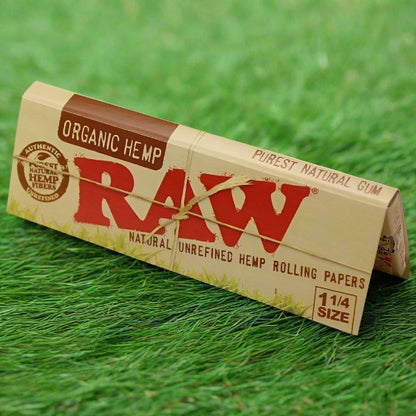 AUTHENTIC
PUREST
NATURAL
HEMP
FIBERS
UNREFINED
ORGANIC HEMP
PUREST NATURAL GUM
RAW®
NATURAL UNREFINED HEMP ROLLING PAPERS
1 1/4
SIZE